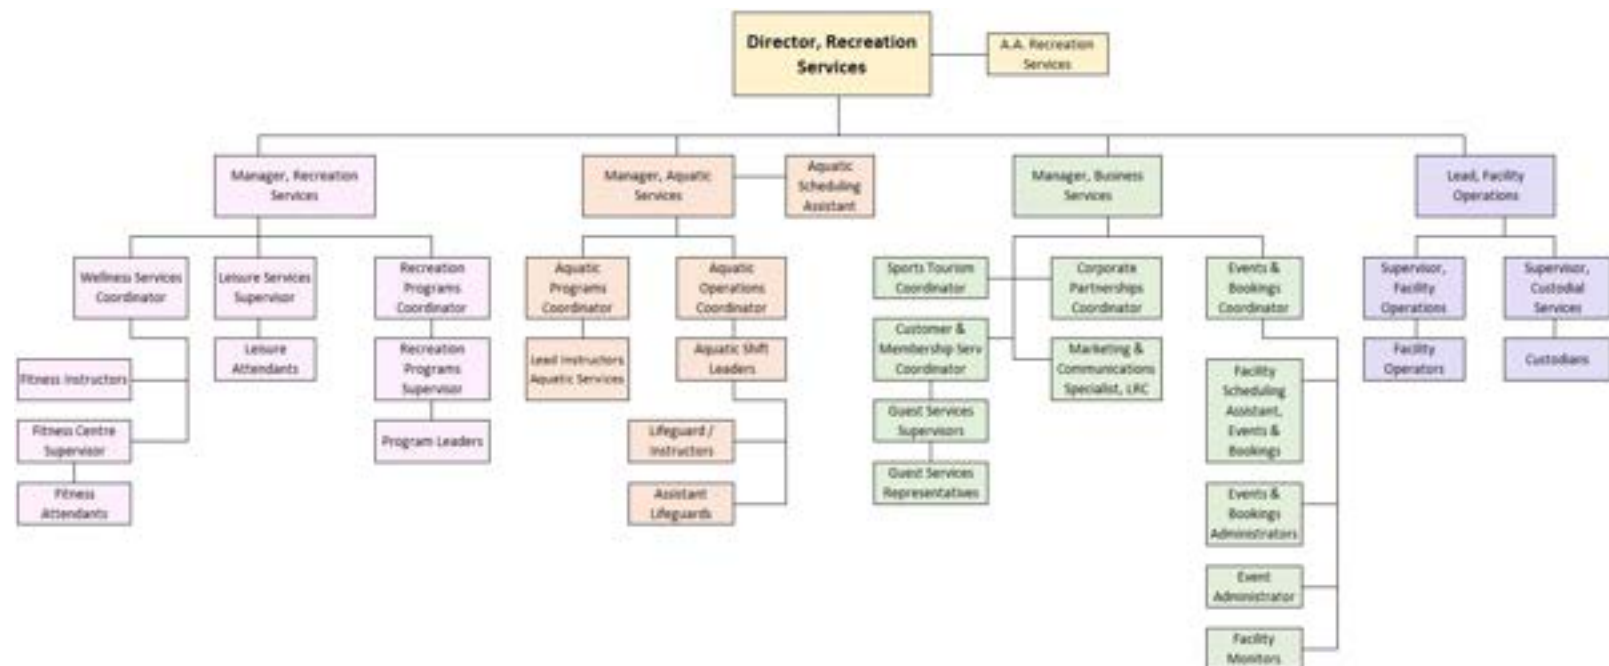 Director, Recreation
Services
A.A. Recreation
Services
Manager, Recreation
Services
Manager, Aquatic
Services
Aquatic
Scheduling
Assistant
Manager, Business
Services
Lead, Facility
Operations
Wellness Services
Coordinator
Leisure Services
Supervisor
Recreation
Programs
Coordinator
Aquatic
Programs
Coordinator
Aquatic
Operations
Coordinator
Sports Tourism
Coordinator
Corporate
Partnerships
Coordinator
Events &
Bookings
Coordinator
Supervisor,
Facility
Operations
Supervisor,
Custodial
Services
Fitness Instructors
Leisure
Attendants
Recreation
Programs
Supervisor
Lead Instructors
Aquatic Services
Aquatic Shift
Leaders
Customer &
Membership Serv
Coordinator
Marketing &
Communications
Specialist, LRC
Facility
Scheduling
Assistant,
Events &
Bookings
Facility
Operators
Custodians
Fitness Centre
Supervisor
Program Leaders
Lifeguard /
Instructors
Guest Services
Supervisors
Fitness
Attendants
Assistant
Lifeguards
Guest Services
Representatives
Events &
Bookings
Administrators
Event
Administrator
Facility
Monitors